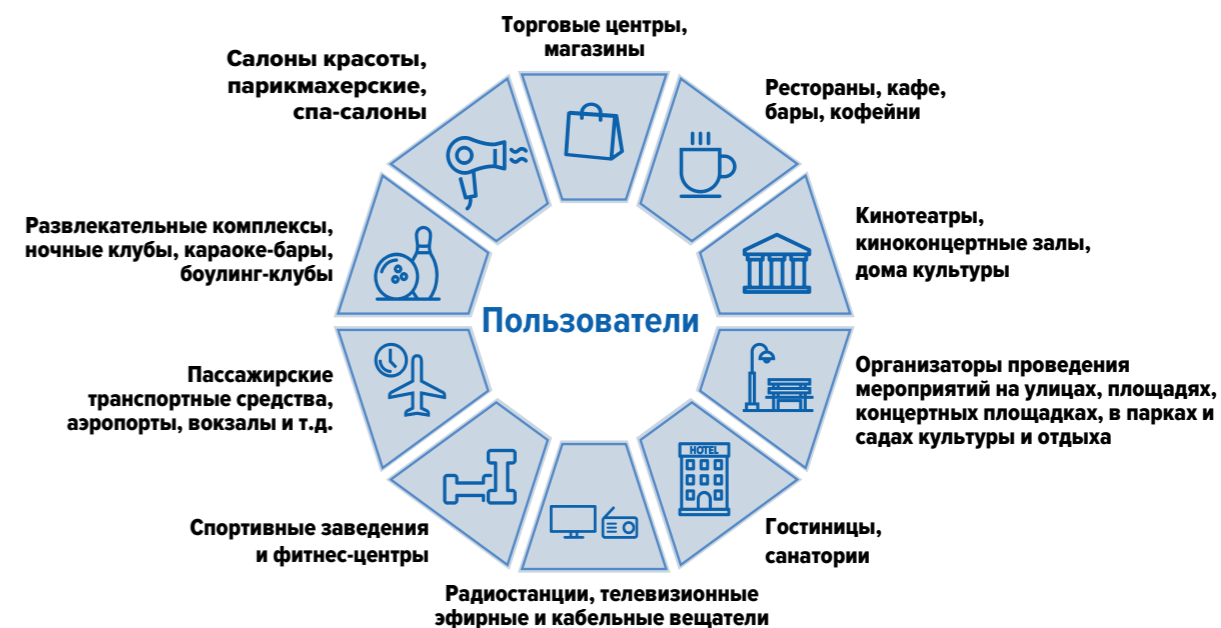 Торговые центры,
магазины
Рестораны, кафе,
бары, кофейни
Кинотеатры,
киноконцертные залы,
дома культуры
Организаторы проведения
мероприятий на улицах, площадях,
концертных площадках, в парках и
садах культуры и отдыха
HOTEL
Гостиницы,
санатории
Радиостанции, телевизионные
эфирные и кабельные вещатели
Спортивные заведения
и фитнес-центры
Пассажирские
транспортные средства,
аэропорты, вокзалы и т.д.
Развлекательные комплексы,
ночные клубы, караоке-бары,
боулинг-клубы
Салоны красоты,
парикмахерские,
спа-салоны
Пользователи